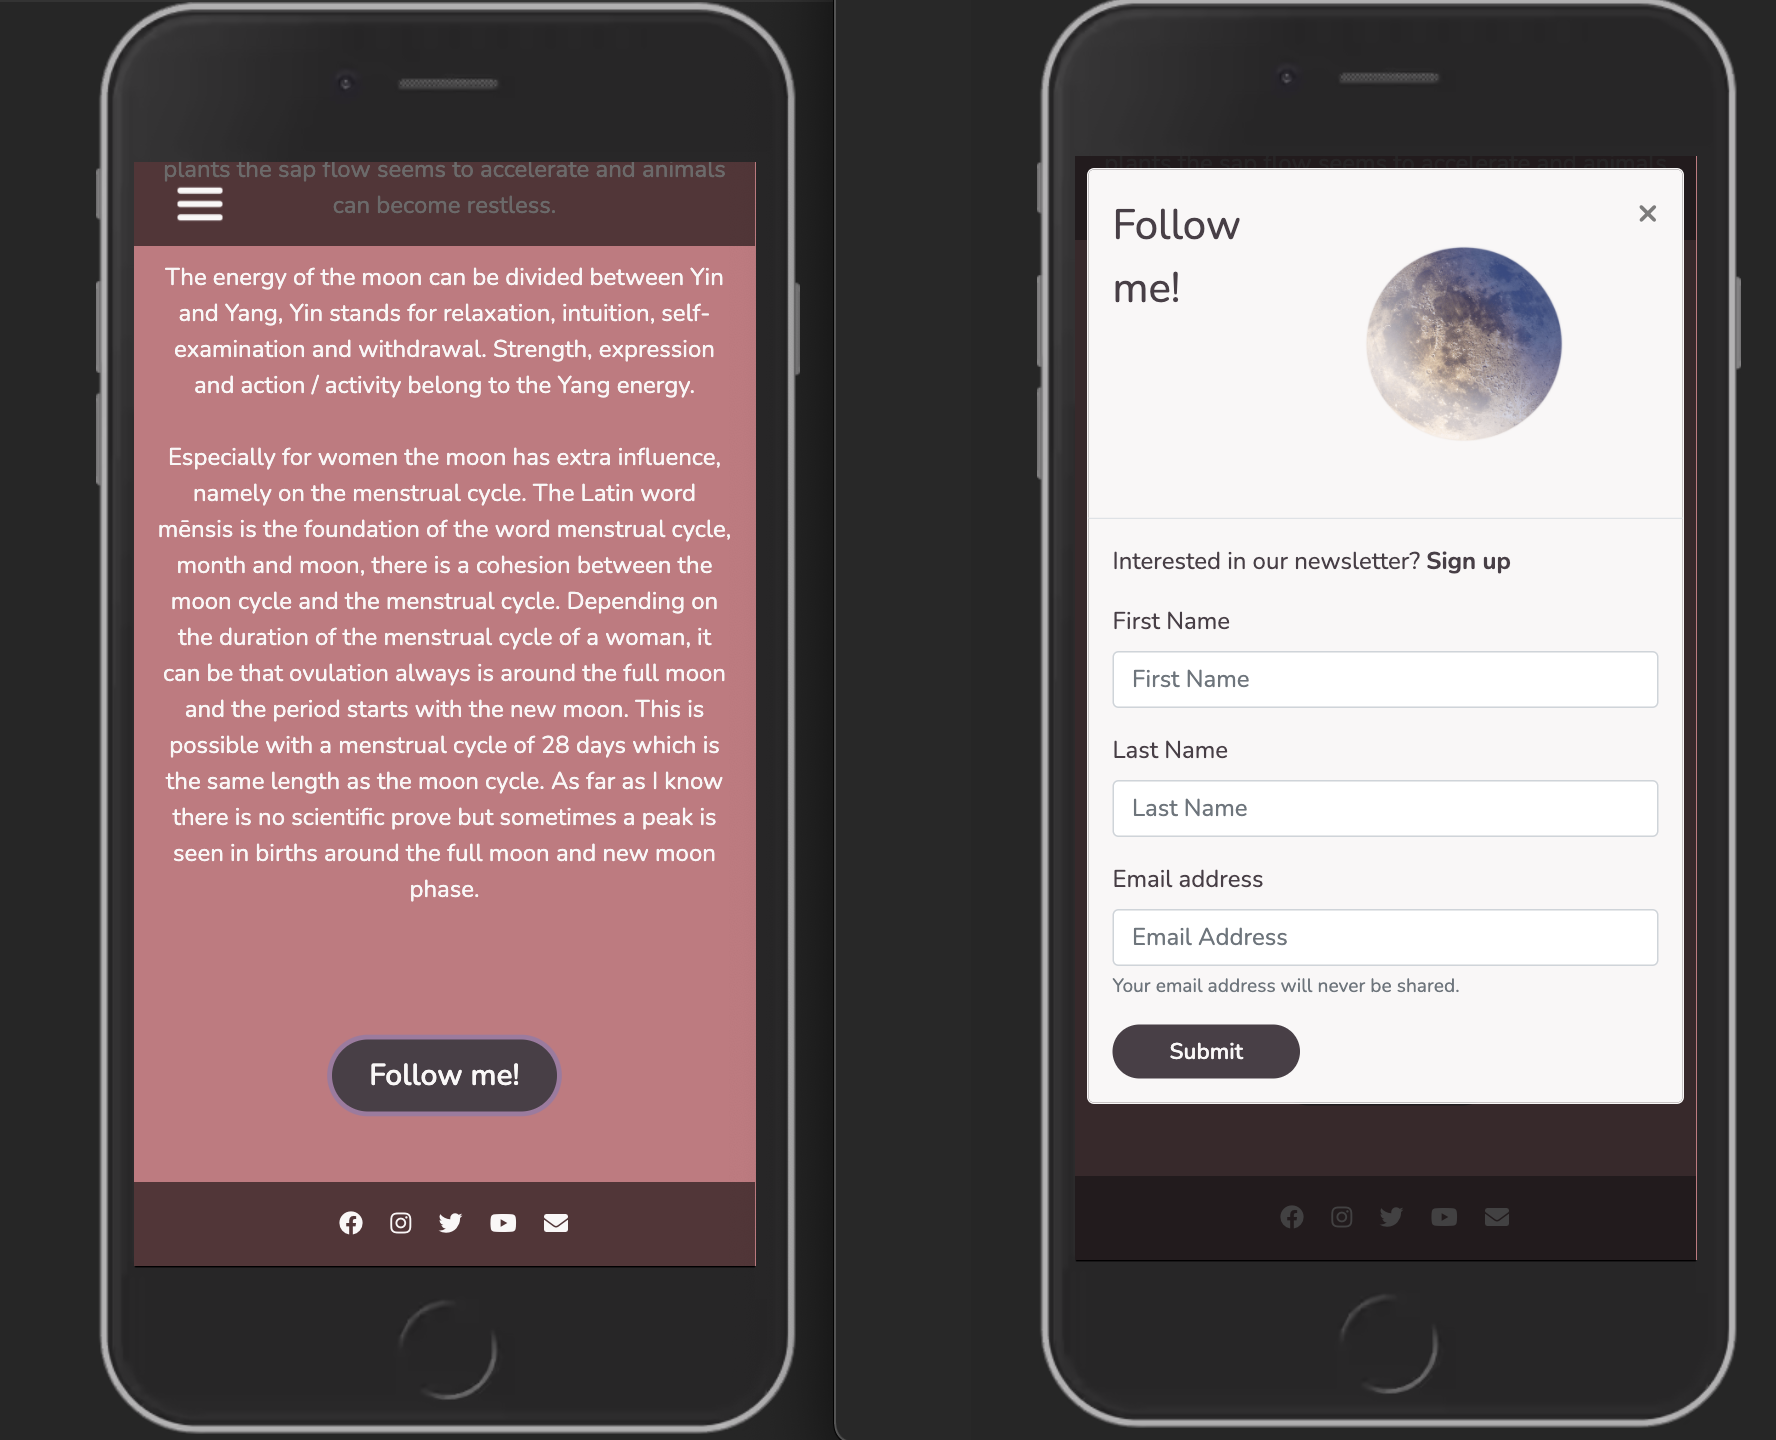 plants the sap flow seems to accelerate and animals
can become restless.
The energy of the moon can be divided between Yin
and Yang, Yin stands for relaxation, intuition, self-
examination and withdrawal. Strength, expression
and action / activity belong to the Yang energy.
Especially for women the moon has extra influence,
namely on the menstrual cycle. The Latin word
mēnsis is the foundation of the word menstrual cycle,
month and moon, there is a cohesion between the
moon cycle and the menstrual cycle. Depending on
the duration of the menstrual cycle of a woman, it
can be that ovulation always is around the full moon
and the period starts with the new moon. This is
possible with a menstrual cycle of 28 days which is
the same length as the moon cycle. As far as I know
there is no scientific prove but sometimes a peak is
seen in births around the full moon and new moon
phase.
Follow me!
plants the sap flow seems to accelerate and animals
Follow
me!
Interested in our newsletter? Sign up
First Name
First Name
Last Name
Last Name
Email address
Email Address
Your email address will never be shared.
Submit